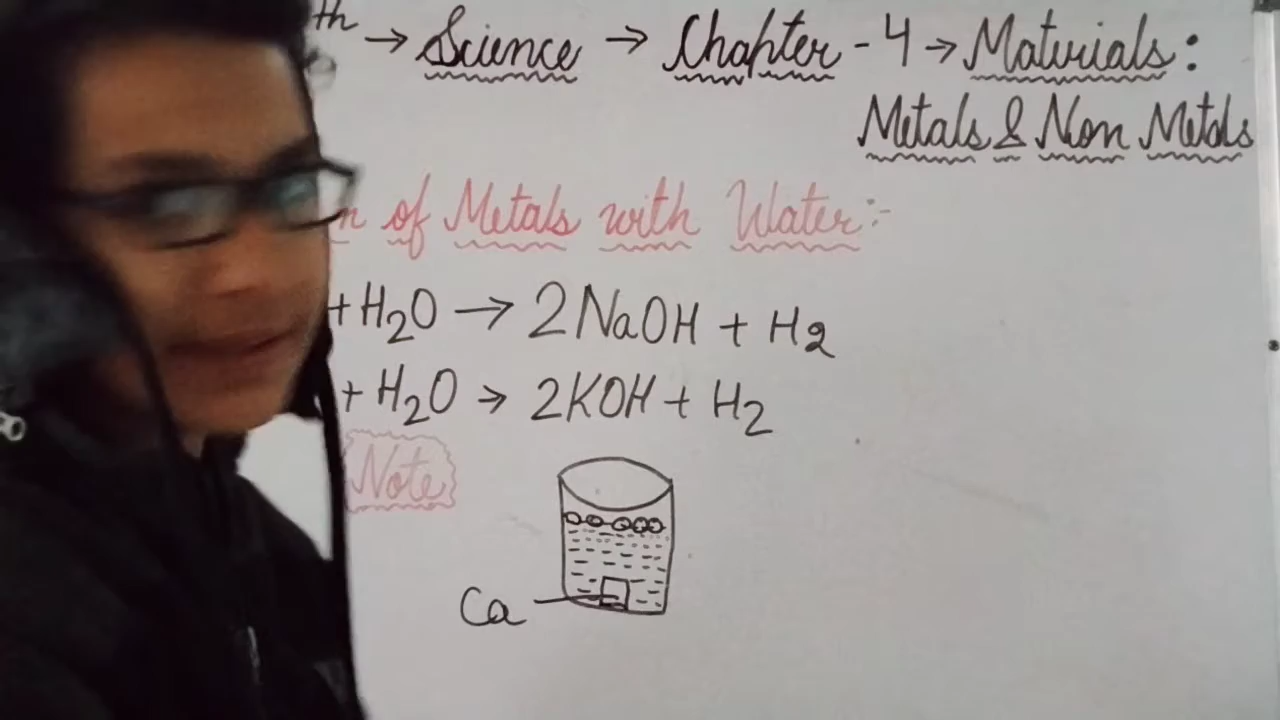 th → Science → Chapter - 4 → Materials :
Metals & Non Metals
n of Metals with Water :-
+ H2O → 2NaOH + H2
+ H2O → 2KOH + H2
Note
Ca